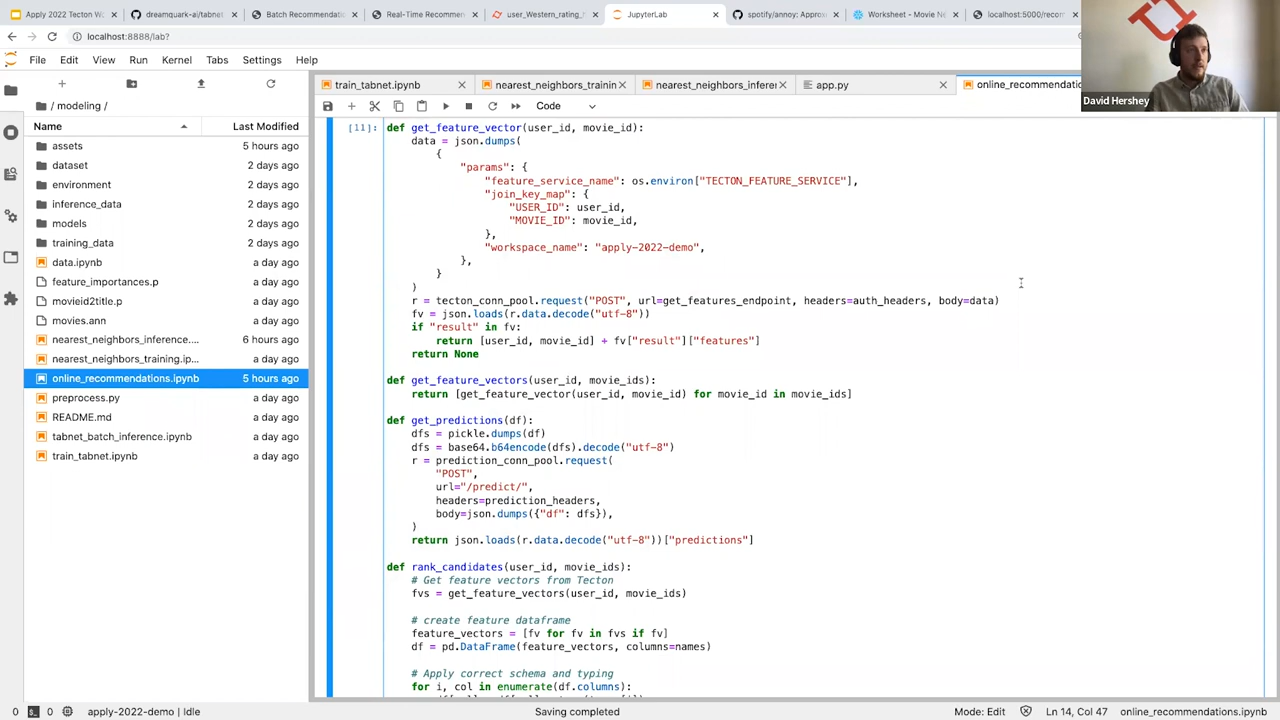 Apply 2022 Tecton W
dreamquark-ai/tabnet
Batch Recommendation
Real-Time Recommen
user_Western_rating_
JupyterLab
spotify/annoy: Approx
Worksheet - Movie Ne
localhost:5000/recom
localhost:8888/lab?
File Edit View Run Kernel Tabs Settings Help
train_tabnet.ipynb
nearest_neighbors_trainin
nearest_neighbors_infere
app.py
online_recommendations
/ modeling /
Code
David Hershey
Name Last Modified
assets 5 hours ago
dataset 2 days ago
environment 2 days ago
inference_data 2 days ago
models 2 days ago
training_data 2 days ago
data.ipynb a day ago
feature_importances.p a day ago
movieid2title.p a day ago
movies.ann a day ago
nearest_neighbors_inference.... 6 hours ago
nearest_neighbors_training.ip... a day ago
online_recommendations.ipynb 5 hours ago
preprocess.py a day ago
README.md a day ago
tabnet_batch_inference.ipynb a day ago
train_tabnet.ipynb a day ago
[11]: def get_feature_vector(user_id, movie_id):
data = json.dumps(
{
"params": {
"feature_service_name": os.environ["TECTON_FEATURE_SERVICE"],
"join_key_map": {
"USER_ID": user_id,
"MOVIE_ID": movie_id,
},
"workspace_name": "apply-2022-demo",
},
}
)
r = tecton_conn_pool.request("POST", url=get_features_endpoint, headers=auth_headers, body=data)
fv = json.loads(r.data.decode("utf-8"))
if "result" in fv:
return [user_id, movie_id] + fv["result"]["features"]
return None
def get_feature_vectors(user_id, movie_ids):
return [get_feature_vector(user_id, movie_id) for movie_id in movie_ids]
def get_predictions(df):
dfs = pickle.dumps(df)
dfs = base64.b64encode(dfs).decode("utf-8")
r = prediction_conn_pool.request(
"POST",
url="/predict/",
headers=prediction_headers,
body=json.dumps({"df": dfs}),
)
return json.loads(r.data.decode("utf-8"))["predictions"]
def rank_candidates(user_id, movie_ids):
# Get feature vectors from Tecton
fvs = get_feature_vectors(user_id, movie_ids)
# create feature dataframe
feature_vectors = [fv for fv in fvs if fv]
df = pd.DataFrame(feature_vectors, columns=names)
# Apply correct schema and typing
for i, col in enumerate(df.columns):
0 0 apply-2022-demo | Idle Saving completed Mode: Edit Ln 14, Col 47 online_recommendations.ipynb